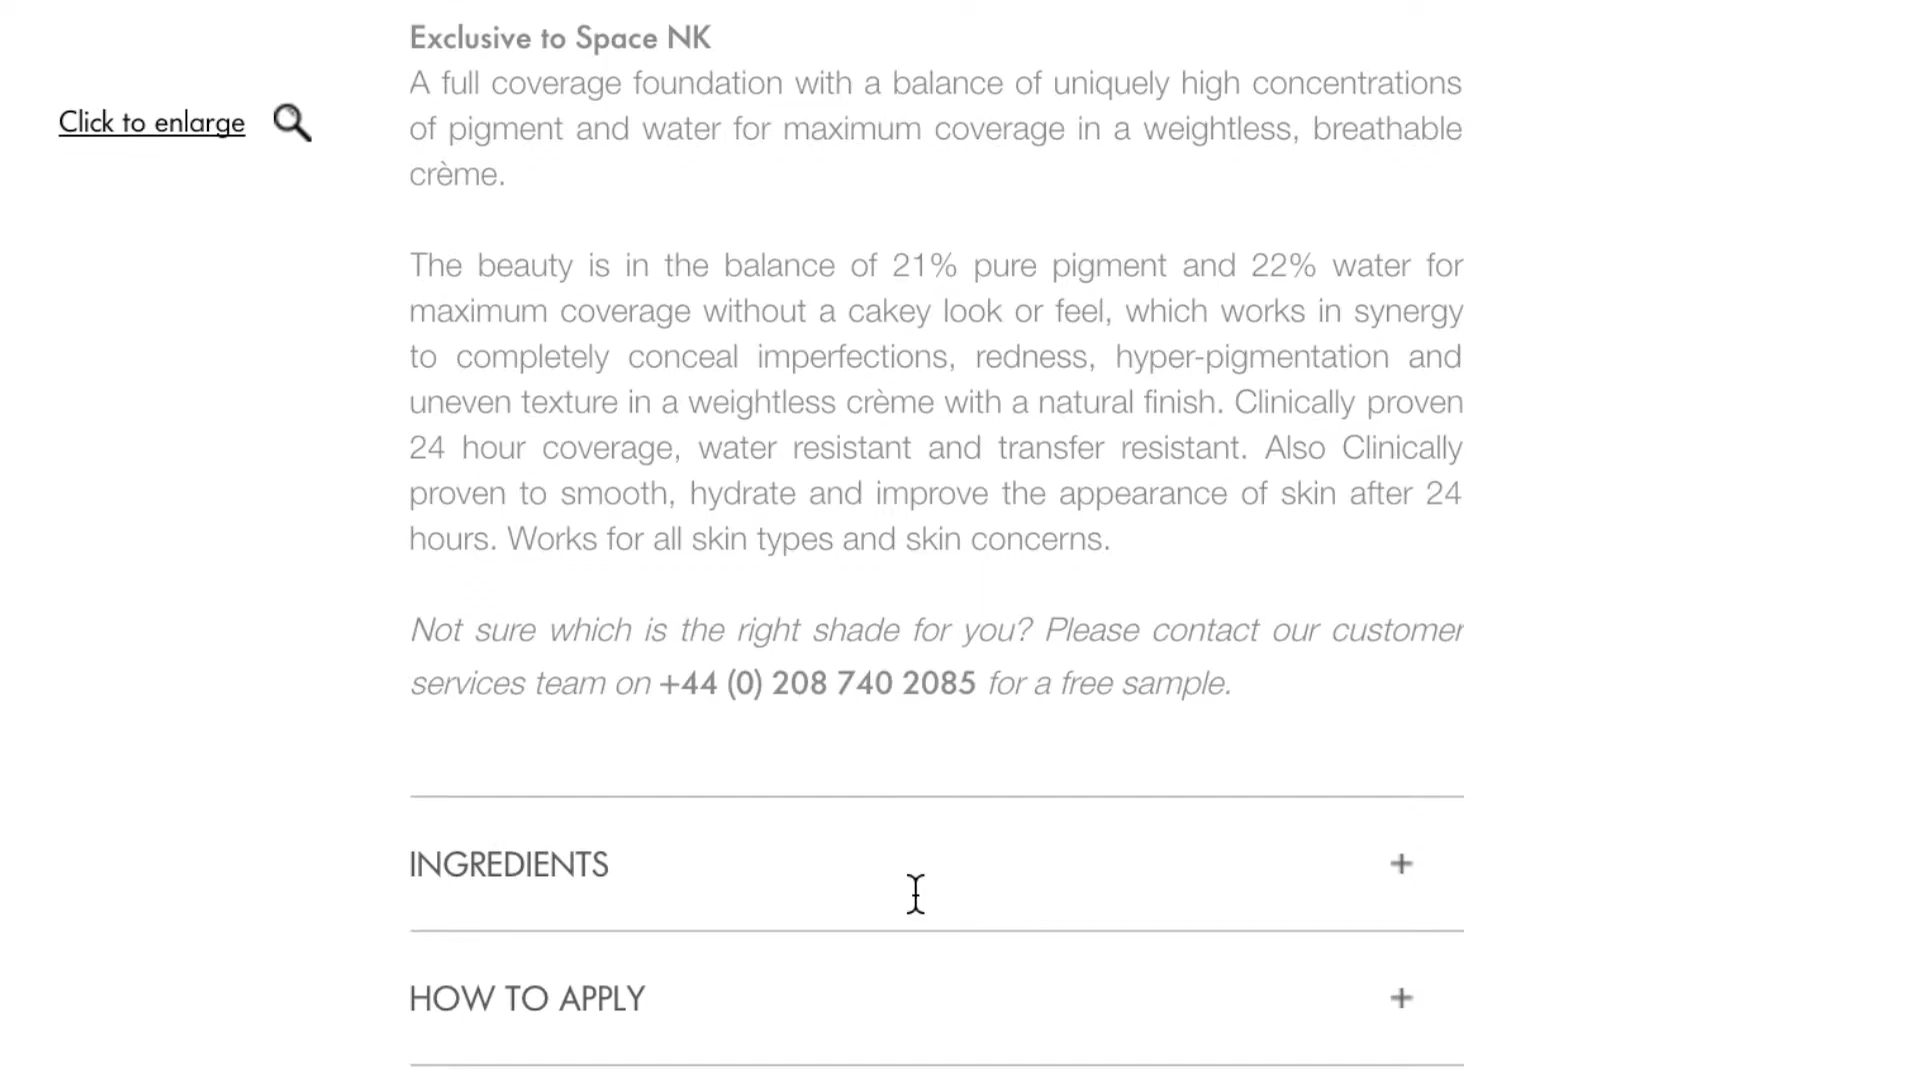 Exclusive to Space NK
A full coverage foundation with a balance of uniquely high concentrations
of pigment and water for maximum coverage in a weightless, breathable
crème.
Click to enlarge
The beauty is in the balance of 21% pure pigment and 22% water for
maximum coverage without a cakey look or feel, which works in synergy
to completely conceal imperfections, redness, hyper-pigmentation and
uneven texture in a weightless crème with a natural finish. Clinically proven
24 hour coverage, water resistant and transfer resistant. Also Clinically
proven to smooth, hydrate and improve the appearance of skin after 24
hours. Works for all skin types and skin concerns.
Not sure which is the right shade for you? Please contact our customer
services team on +44 (0) 208 740 2085 for a free sample.
INGREDIENTS +
HOW TO APPLY +